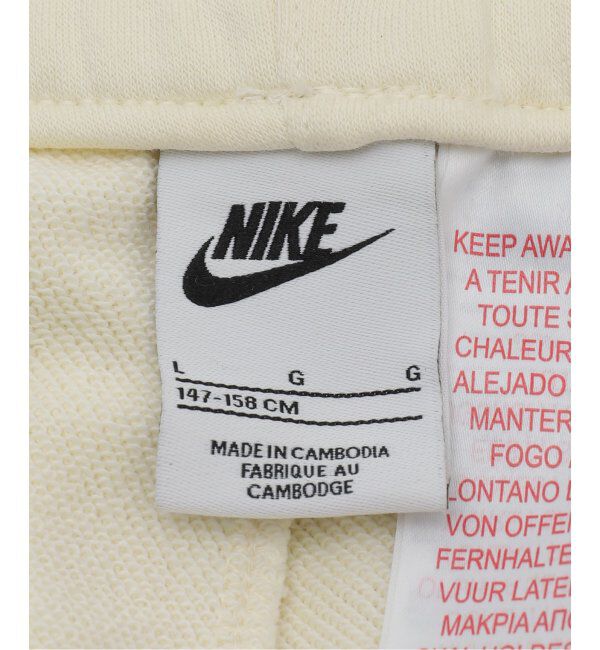 NIKE
L G G
147-158 CM
MADE IN CAMBODIA
FABRIQUE AU
CAMBODGE
KEEP AWA
A TENIR A
TOUTE S
CHALEUR
ALEJADO
MANTER
FOGO
LONTANO
VON OFFE
FERNHALTE
VUUR LATE
ΜΑΚΡΙΑ ΑΠΟ